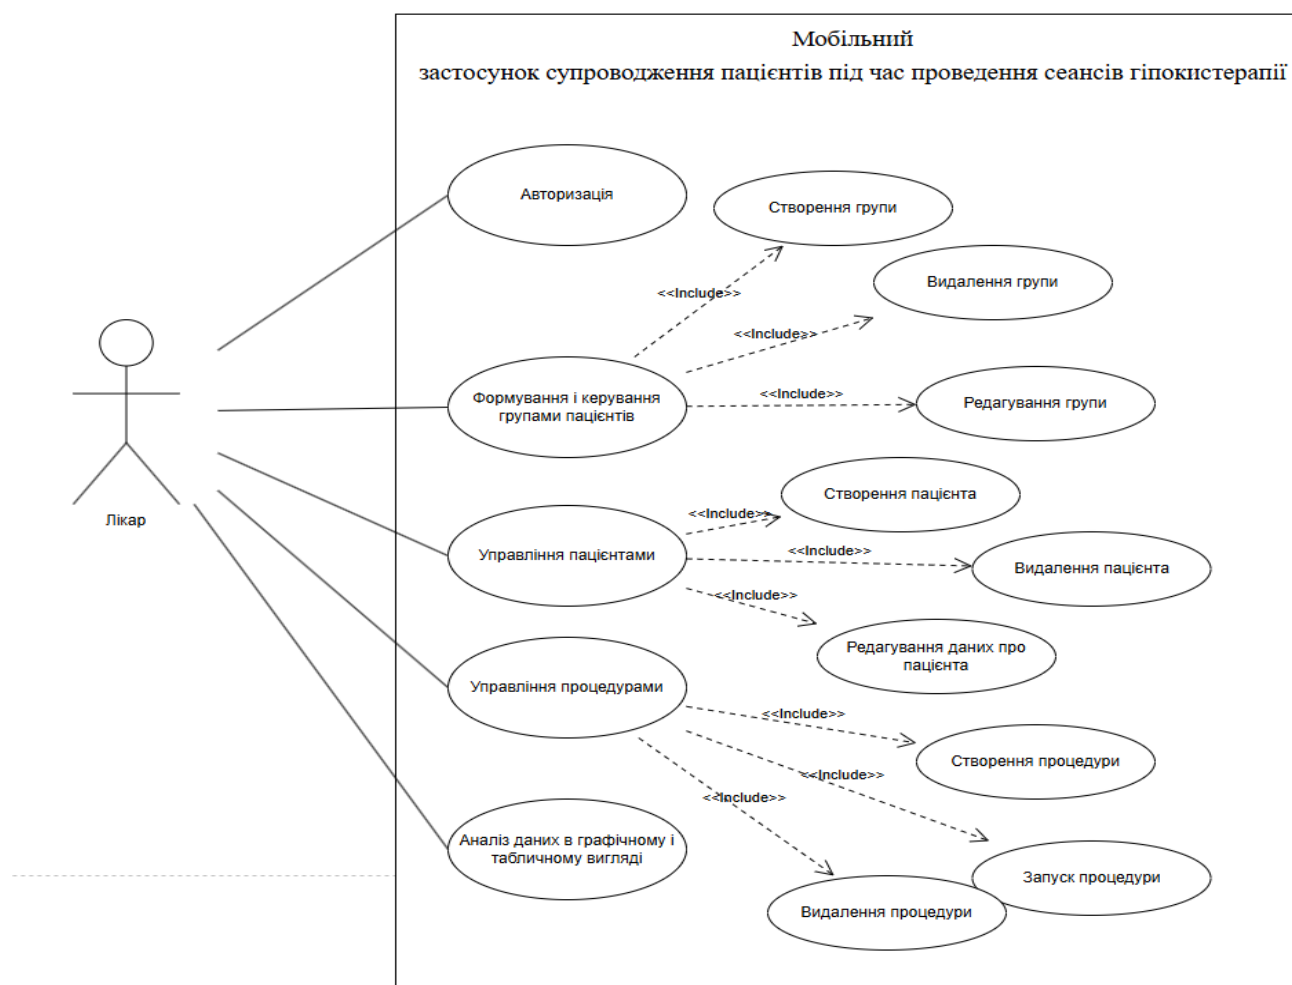 Мобільний
застосунок супроводження пацієнтів під час проведення сеансів гіпокистерапії
Авторизація
Створення групи
<<Include>>
Видалення групи
<<Include>>
Формування і керування
групами пацієнтів
<<Include>>
Редагування групи
Лікар
Створення пацієнта
<<Include>>
Управління пацієнтами
<<Include>>
Видалення пацієнта
<<Include>>
Редагування даних про
пацієнта
Управління процедурами
<<Include>>
Створення процедури
<<Include>>
<<Include>>
Аналіз даних в графічному і
табличному вигляді
Запуск процедури
Видалення процедури